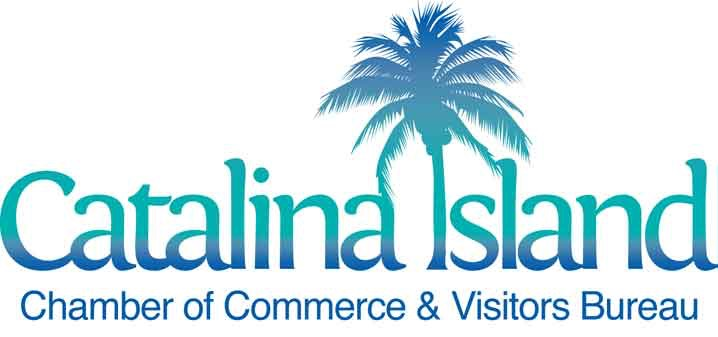 Catalina Island
Chamber of Commerce & Visitors Bureau